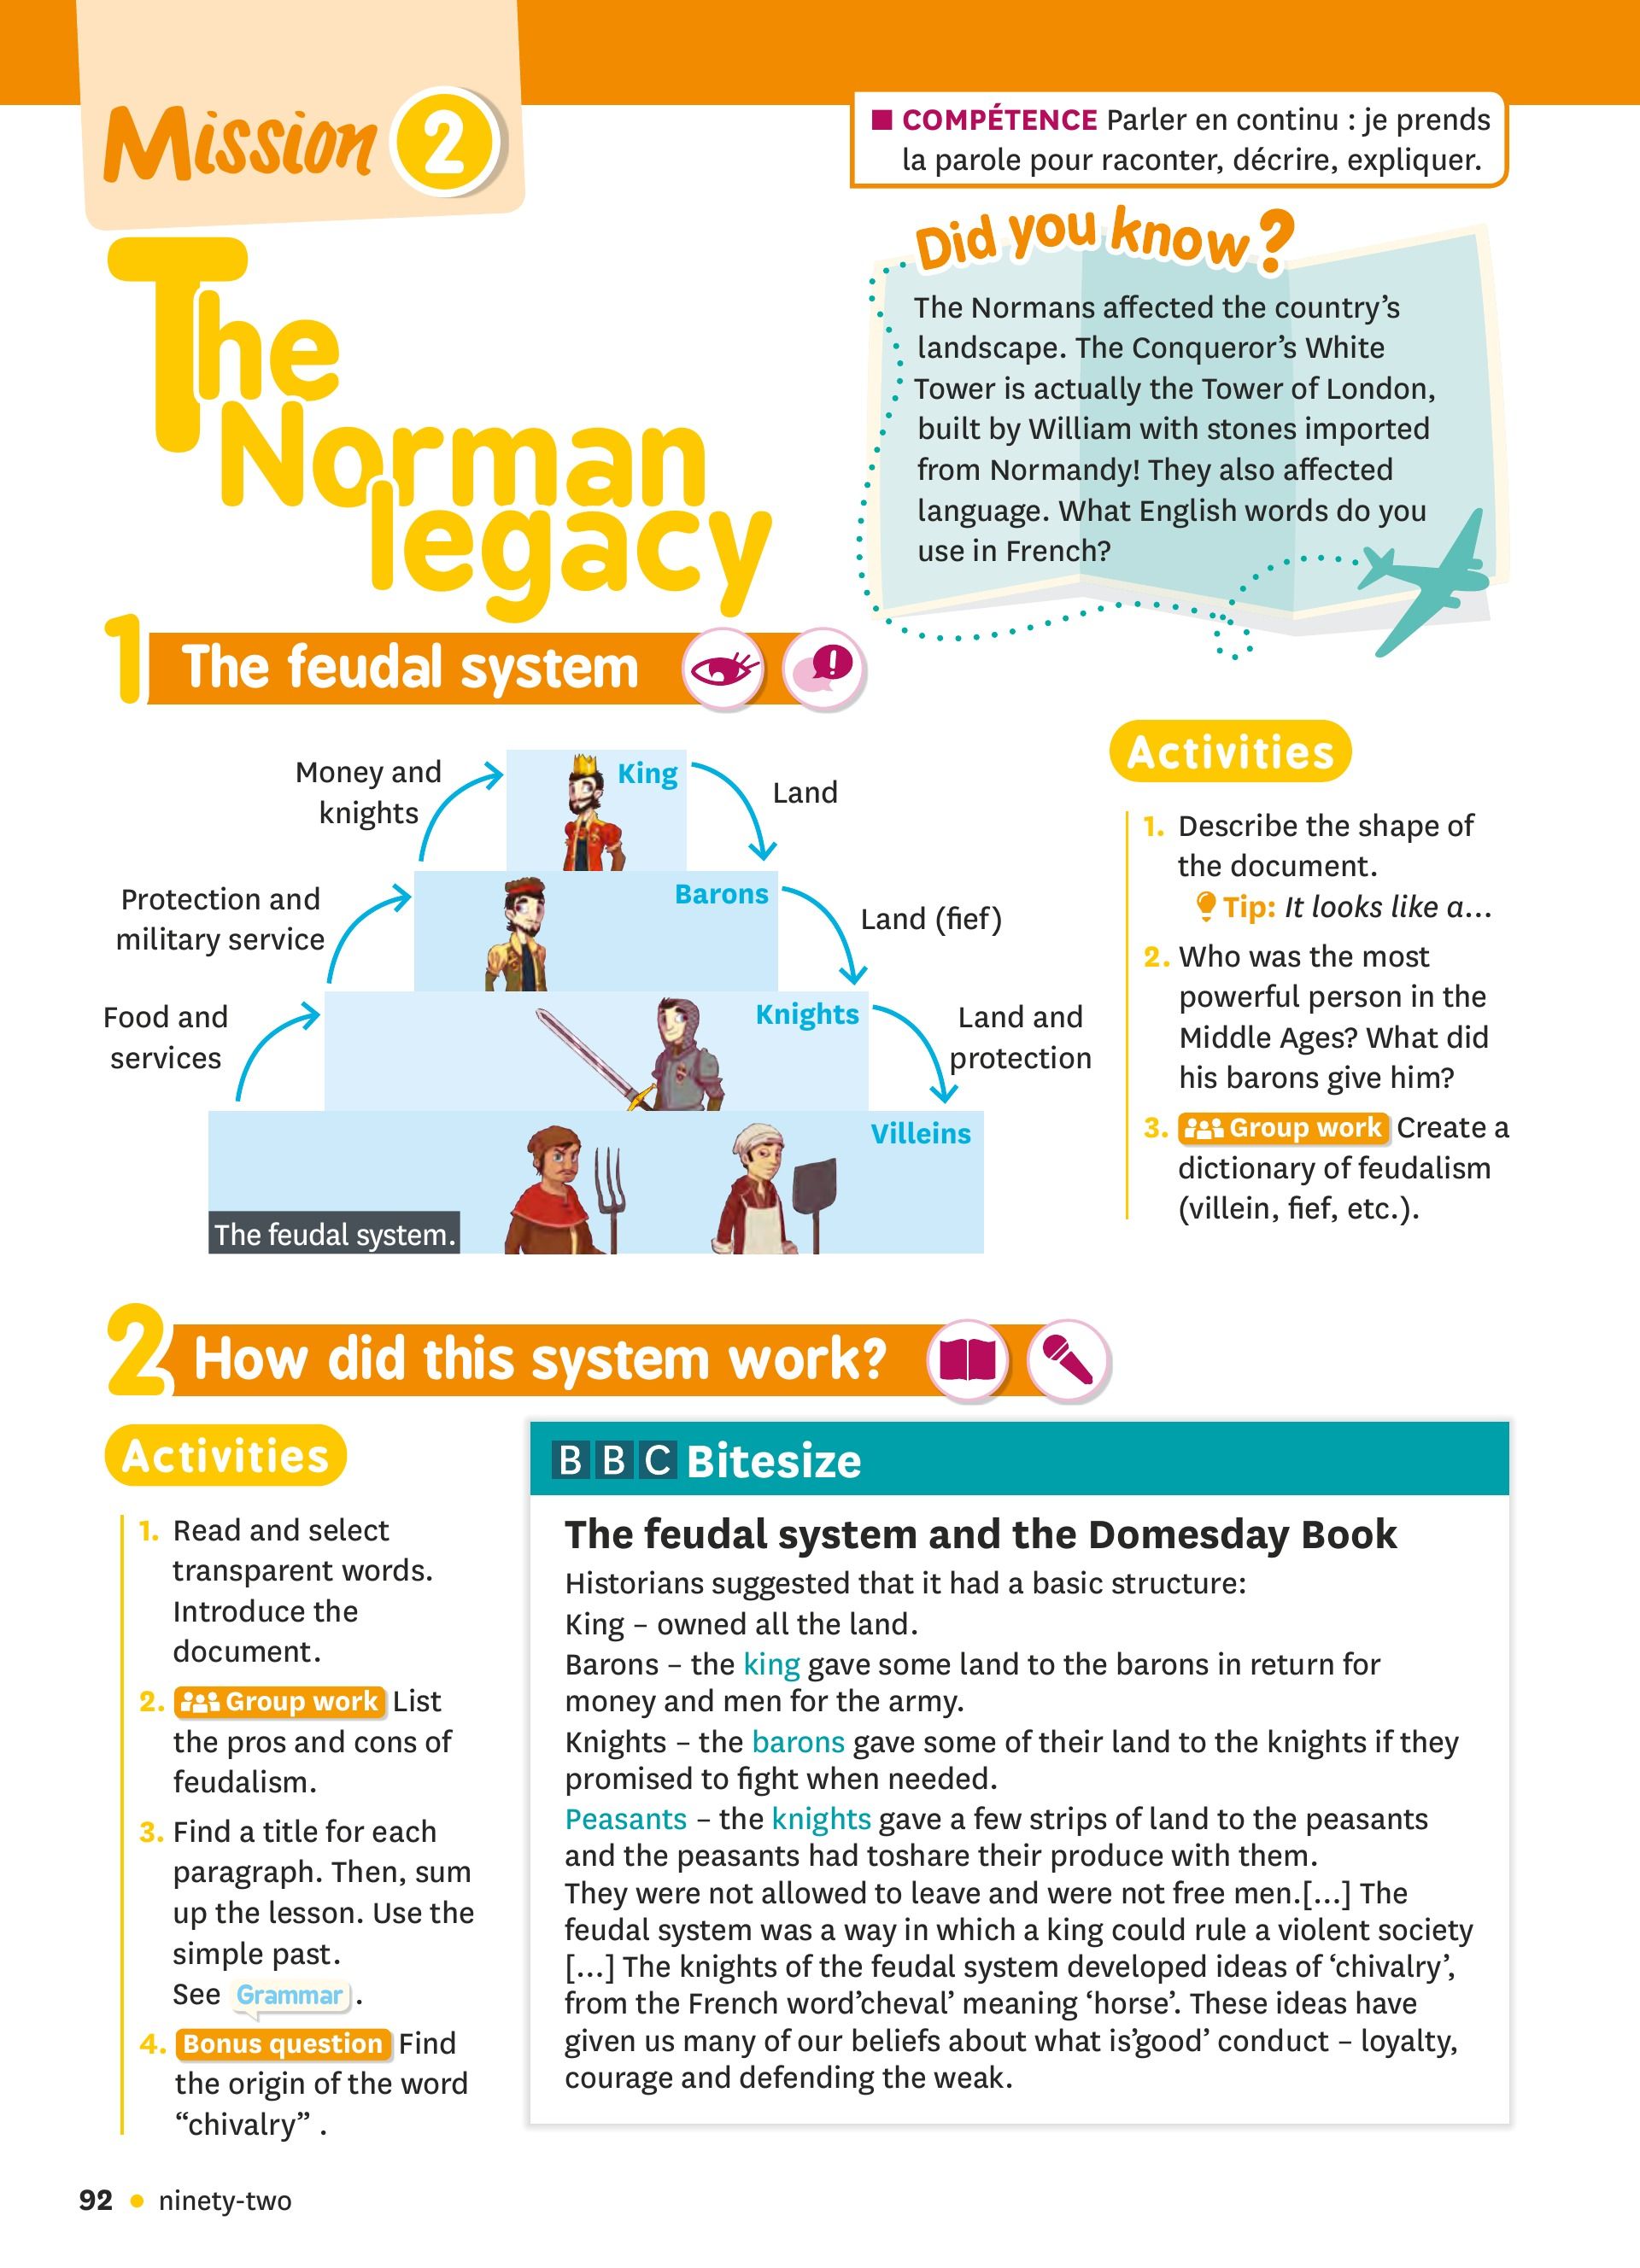 Mission 2
■ COMPÉTENCE Parler en continu : je prends
la parole pour raconter, décrire, expliquer.
The
Norman
legacy
Did you know?
The Normans affected the country's
landscape. The Conqueror's White
Tower is actually the Tower of London,
built by William with stones imported
from Normandy! They also affected
language. What English words do you
use in French?
1 The feudal system
Money and
knights
King
Land
Protection and
military service
Barons
Land (fief)
Food and
services
Knights
Land and
protection
Villeins
The feudal system.
Activities
1. Describe the shape of
the document.
Tip: It looks like a…
2. Who was the most
powerful person in the
Middle Ages? What did
his barons give him?
3. Group work Create a
dictionary of feudalism
(villein, fief, etc.).
2 How did this system work?
Activities
1. Read and select
transparent words.
Introduce the
document.
2. Group work List
the pros and cons of
feudalism.
3. Find a title for each
paragraph. Then, sum
up the lesson. Use the
simple past.
See Grammar .
4. Bonus question Find
the origin of the word
“chivalry” .
BBC Bitesize
The feudal system and the Domesday Book
Historians suggested that it had a basic structure:
King – owned all the land.
Barons – the king gave some land to the barons in return for
money and men for the army.
Knights – the barons gave some of their land to the knights if they
promised to fight when needed.
Peasants – the knights gave a few strips of land to the peasants
and the peasants had toshare their produce with them.
They were not allowed to leave and were not free men.[…] The
feudal system was a way in which a king could rule a violent society
[…] The knights of the feudal system developed ideas of ‘chivalry’,
from the French word’cheval’ meaning ‘horse’. These ideas have
given us many of our beliefs about what is’good’ conduct – loyalty,
courage and defending the weak.
92 • ninety-two